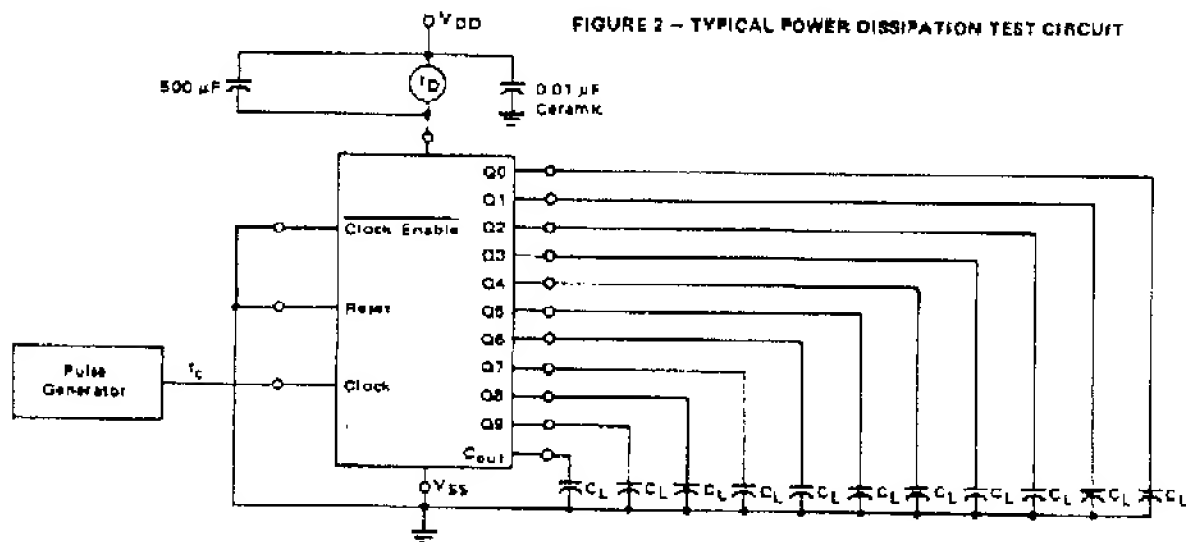 FIGURE 2 – TYPICAL POWER DISSIPATION TEST CIRCUIT
VDD
500 µF
ID
0.01 µF
Ceramic
Q0
Q1
Clock Enable
Q2
Q3
Q4
Reset
Q5
Q6
Pulse
Generator
fc
Clock
Q7
Q8
Q9
Cout
VSS
CL CL CL CL CL CL CL CL CL CL CL